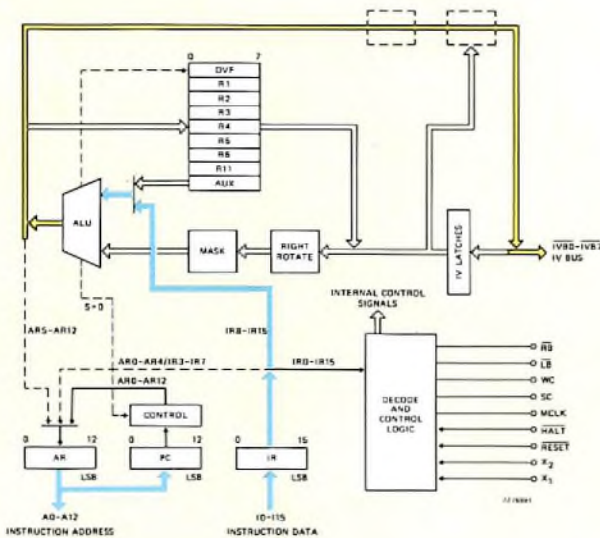 0 7
OVF
R1
R2
R3
R4
R5
R6
R11
AUX
ALU
MASK
RIGHT
ROTATE
IV LATCHES
IVB0-IVB7
IV BUS
INTERNAL CONTROL
SIGNALS
S+0
IR8-IR15
AR5-AR12
AR0-AR4/IR3-IR7
IR0-IR15
AR0-AR12
CONTROL
DECODE
AND
CONTROL
LOGIC
RB
LB
WC
SC
MCLK
HALT
RESET
X2
X1
0 12
AR
LSB
0 12
PC
LSB
0 15
IR
LSB
A0-A12
INSTRUCTION ADDRESS
I0-I15
INSTRUCTION DATA